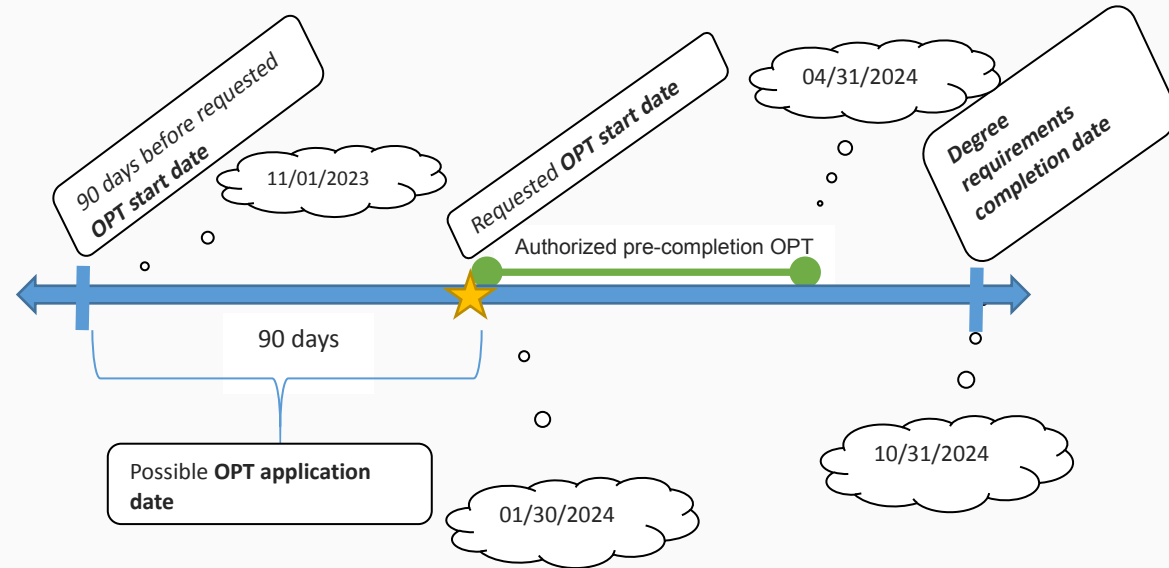 90 days before requested
OPT start date
11/01/2023
Requested OPT start date
04/31/2024
Degree
requirements
completion date
Authorized pre-completion OPT
90 days
Possible OPT application
date
01/30/2024
10/31/2024